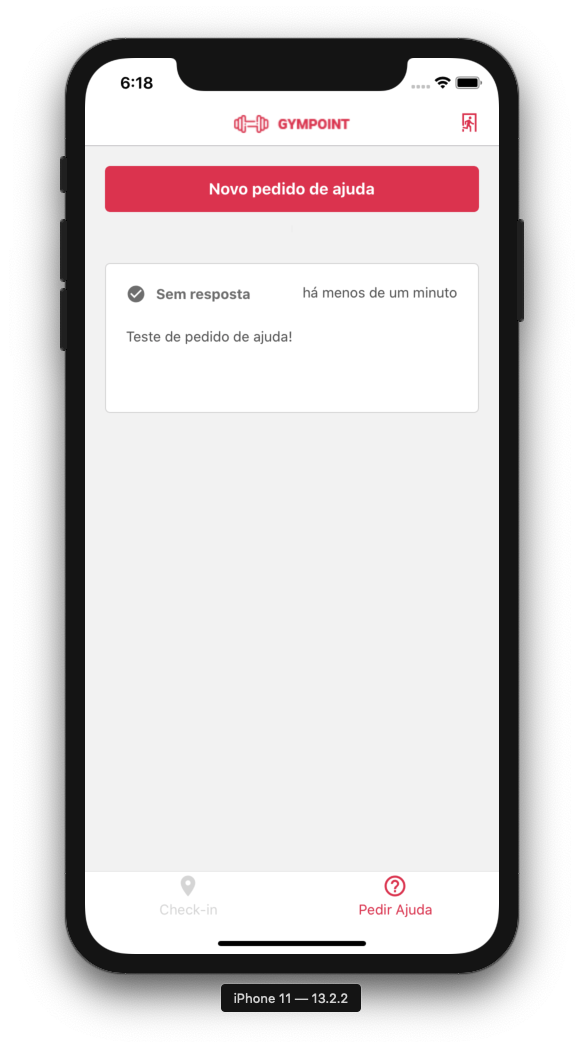 6:18
GYMPOINT
Novo pedido de ajuda
Sem resposta
há menos de um minuto
Teste de pedido de ajuda!
Check-in
Pedir Ajuda
iPhone 11 — 13.2.2